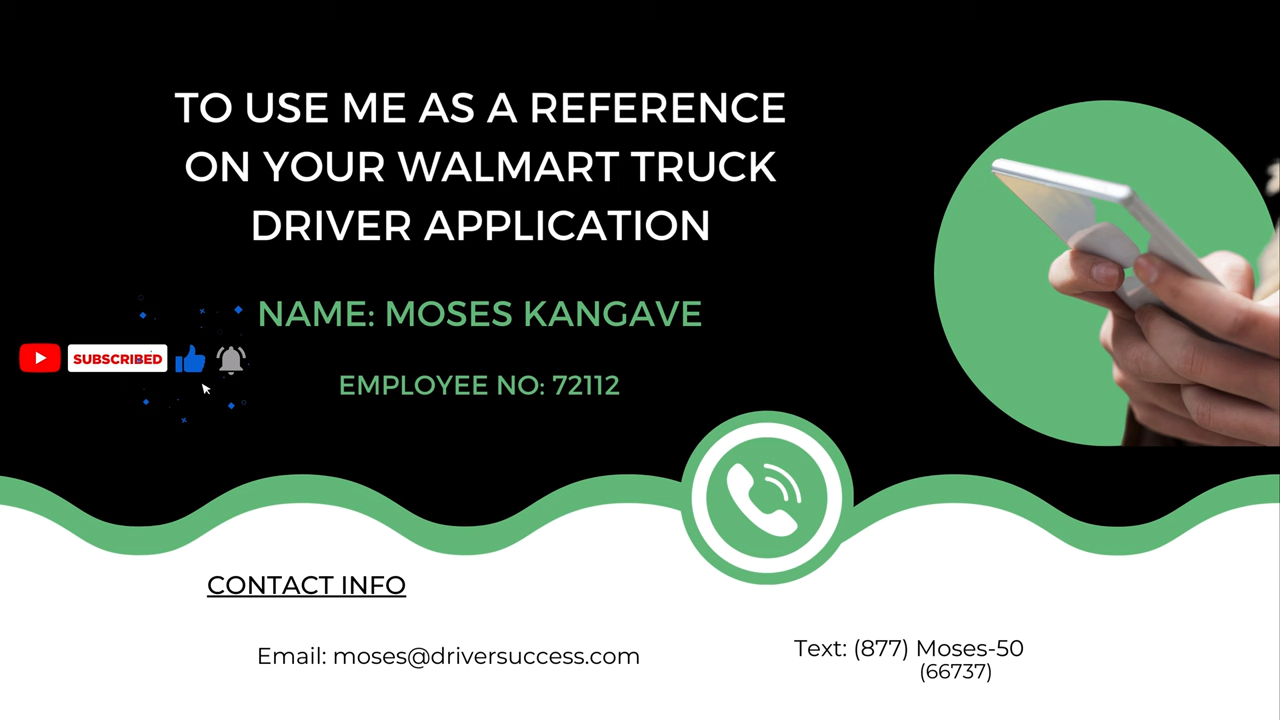 TO USE ME AS A REFERENCE
ON YOUR WALMART TRUCK
DRIVER APPLICATION
NAME: MOSES KANGAVE
SUBSCRIBED
EMPLOYEE NO: 72112
CONTACT INFO
Email: moses@driversuccess.com
Text: (877) Moses-50
(66737)